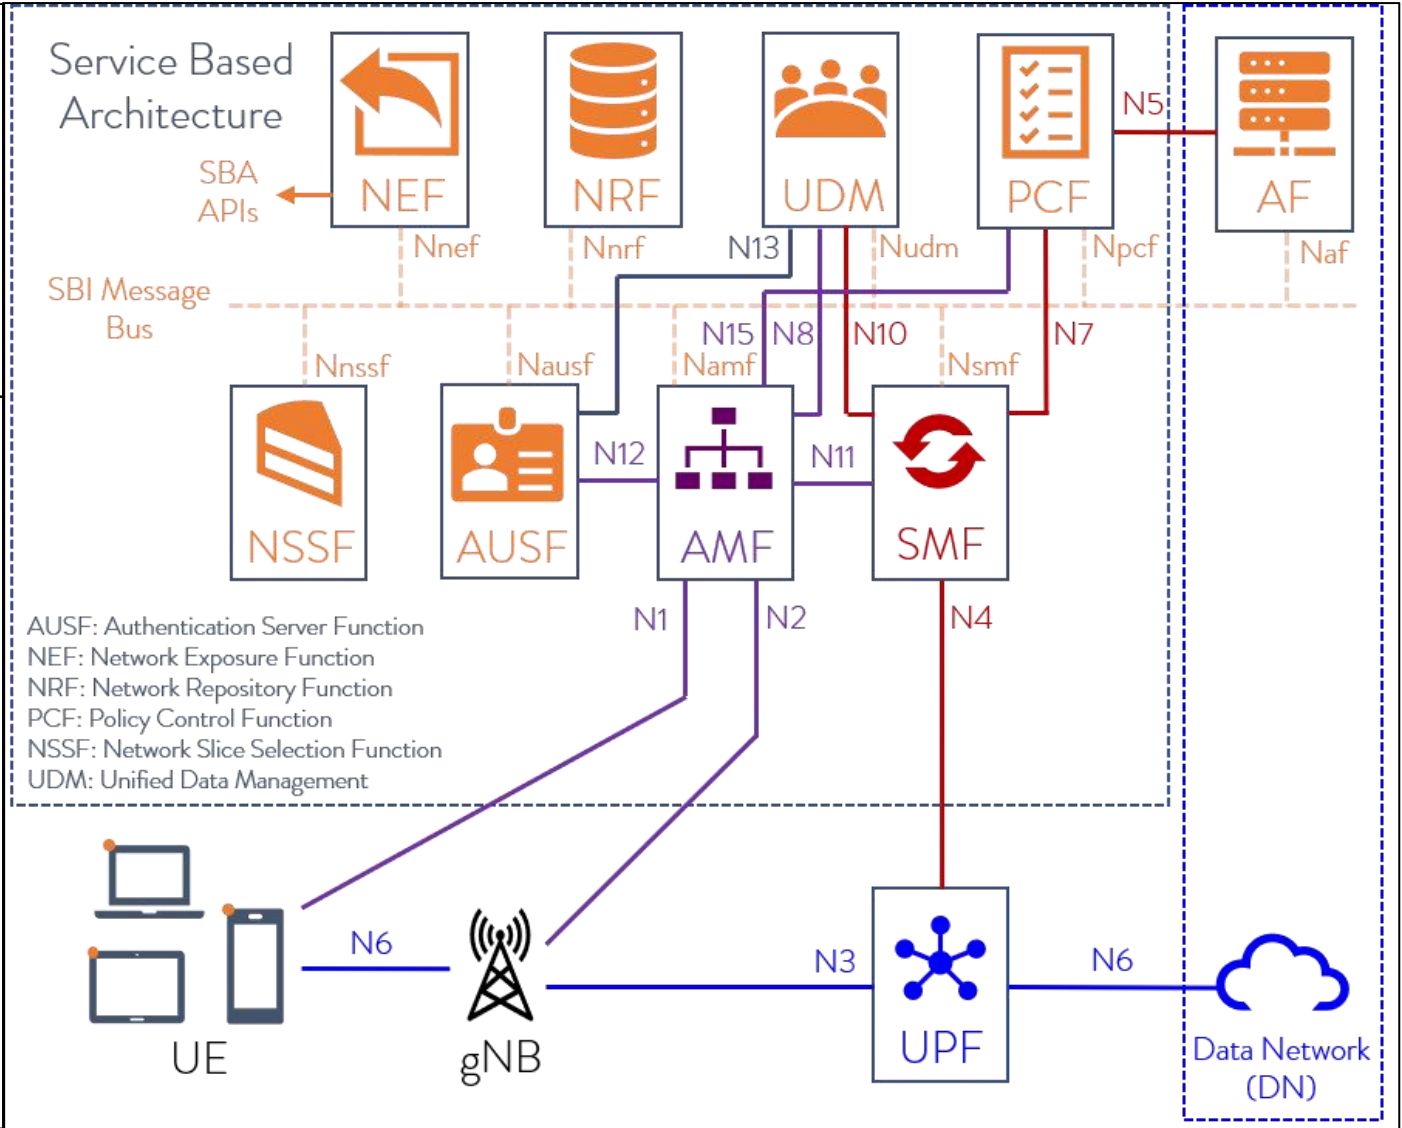 Service Based
Architecture
SBA
APIs
NEF
NRF
UDM
PCF
N5
AF
Nnef
Nnrf
N13
Nudm
Npcf
Naf
SBI Message
Bus
N15
N8
N10
N7
Nnssf
Nausf
Namf
Nsmf
NSSF
AUSF
N12
AMF
N11
SMF
N1
N2
N4
AUSF: Authentication Server Function
NEF: Network Exposure Function
NRF: Network Repository Function
PCF: Policy Control Function
NSSF: Network Slice Selection Function
UDM: Unified Data Management
N6
N3
N6
UE
gNB
UPF
Data Network
(DN)